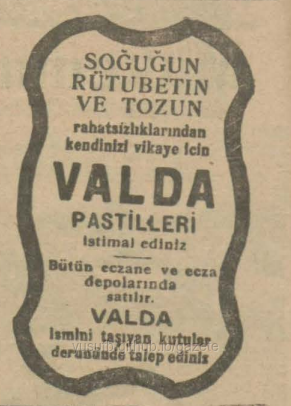 SOĞUĞUN
RÜTUBETİN
VE TOZUN
rahatsızlıklarından
kendinizi vikaye için
VALDA
PASTİLLERİ
istimal ediniz
Bütün eczane ve ecza
depolarında
satılır.
VALDA
ismini taşıyan kutular
derununde talep ediniz